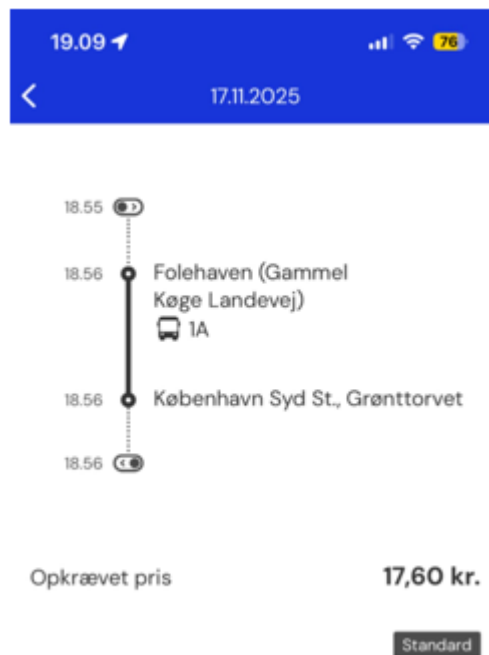 19.09
76
17.11.2025
18.55
18.56 Folehaven (Gammel
Køge Landevej)
1A
18.56 København Syd St., Grønttorvet
18.56
Opkrævet pris 17,60 kr.
Standard